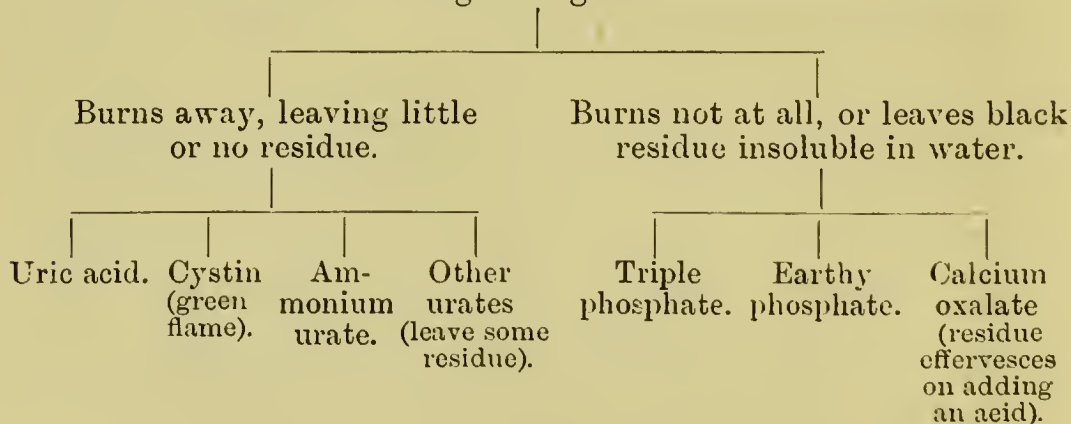 Burns away, leaving little
or no residue.
Burns not at all, or leaves black
residue insoluble in water.
Uric acid.
Cystin
(green
flame).
Am-
monium
urate.
Other
urates
(leave some
residue).
Triple
phosphate.
Earthy
phosphate.
Calcium
oxalate
(residue
effervesces
on adding
an acid).